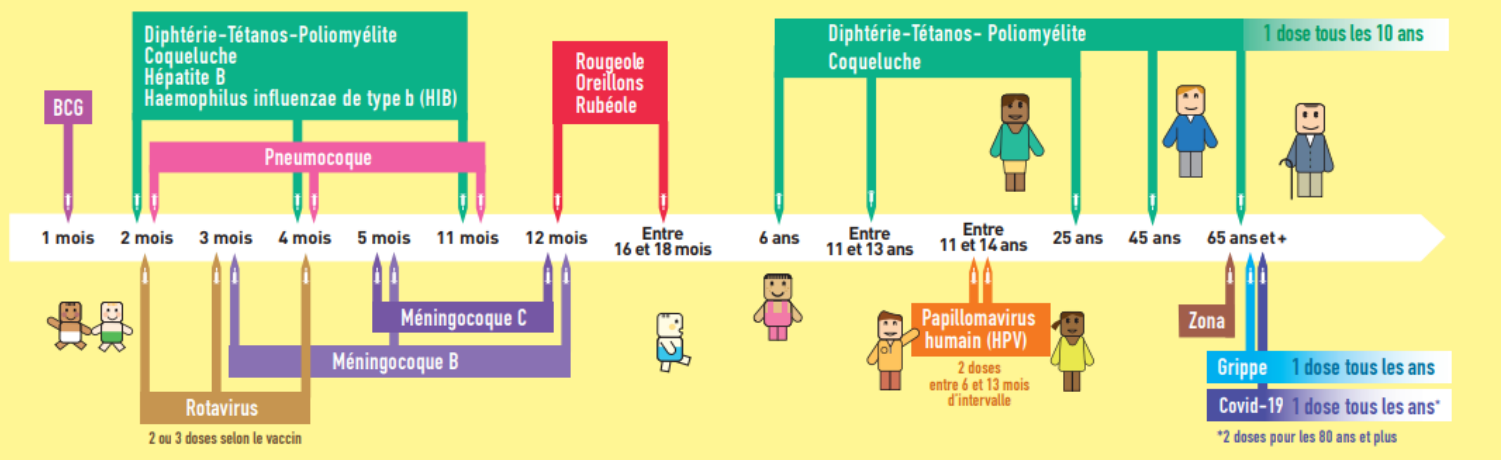 BCG
Diphtérie-Tétanos-Poliomyélite
Coqueluche
Hépatite B
Haemophilus influenzae de type b (HIB)
Pneumocoque
Rougeole
Oreillons
Rubéole
Diphtérie-Tétanos- Poliomyélite
Coqueluche
1 dose tous les 10 ans
1 mois
2 mois
3 mois
4 mois
5 mois
11 mois
12 mois
Entre
16 et 18 mois
6 ans
Entre
11 et 13 ans
Entre
11 et 14 ans
25 ans
45 ans
65 ans et +
Méningocoque C
Méningocoque B
Rotavirus
2 ou 3 doses selon le vaccin
Papillomavirus
humain (HPV)
2 doses
entre 6 et 13 mois
d'intervalle
Zona
Grippe 1 dose tous les ans
Covid-19 1 dose tous les ans*
*2 doses pour les 80 ans et plus